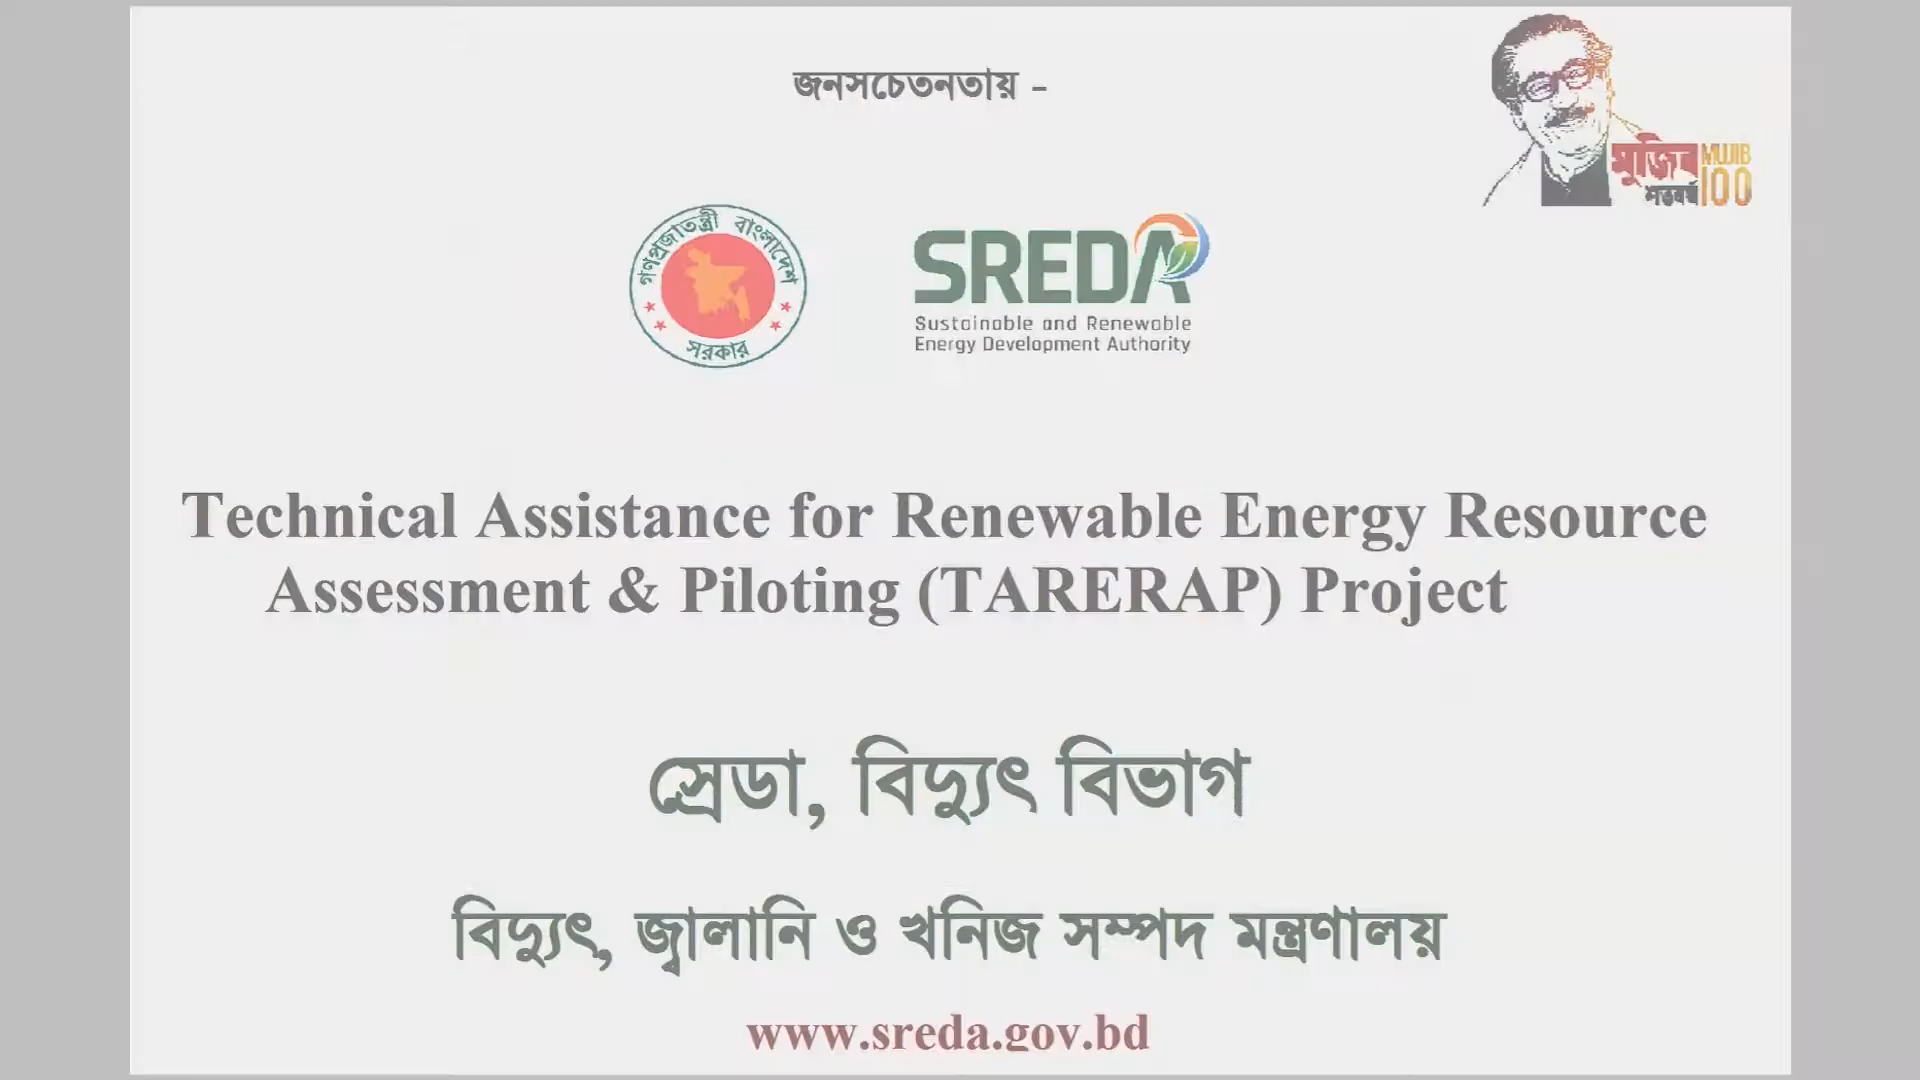 জনসচেতনতায় -
মুজিব MUJIB
শতবর্ষ 100
গণপ্রজাতন্ত্রী বাংলাদেশ
সরকার
SREDA
Sustainable and Renewable
Energy Development Authority
Technical Assistance for Renewable Energy Resource
Assessment & Piloting (TARERAP) Project
স্রেডা, বিদ্যুৎ বিভাগ
বিদ্যুৎ, জ্বালানি ও খনিজ সম্পদ মন্ত্রণালয়
www.sreda.gov.bd